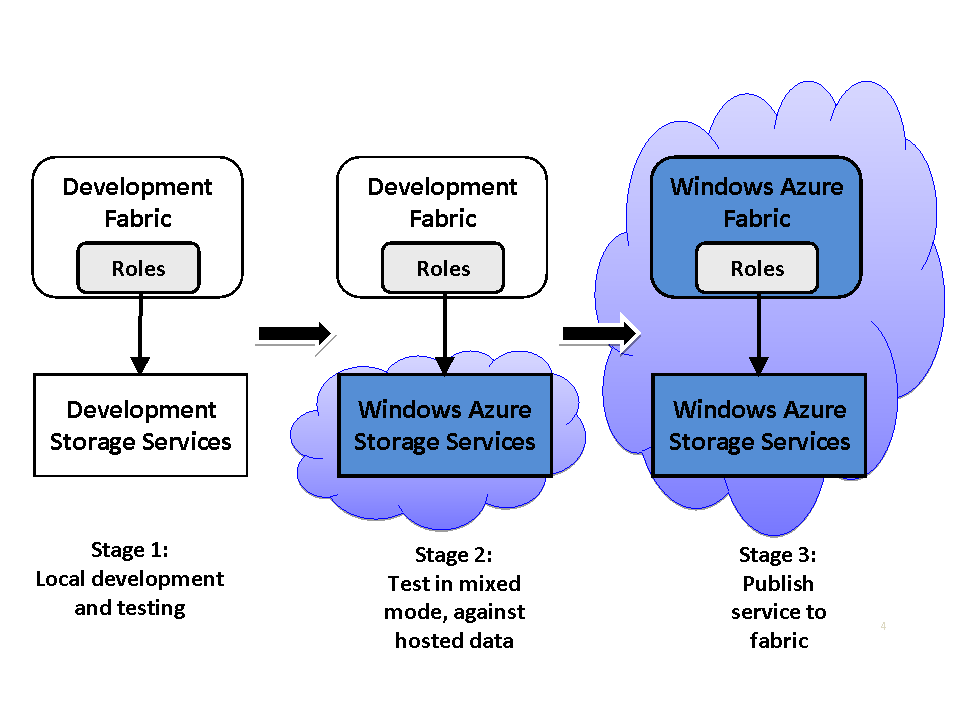 Development
Fabric
Roles
Development
Storage Services
Stage 1:
Local development
and testing
Development
Fabric
Roles
Windows Azure
Storage Services
Stage 2:
Test in mixed
mode, against
hosted data
Windows Azure
Fabric
Roles
Windows Azure
Storage Services
Stage 3:
Publish
service to
fabric
4